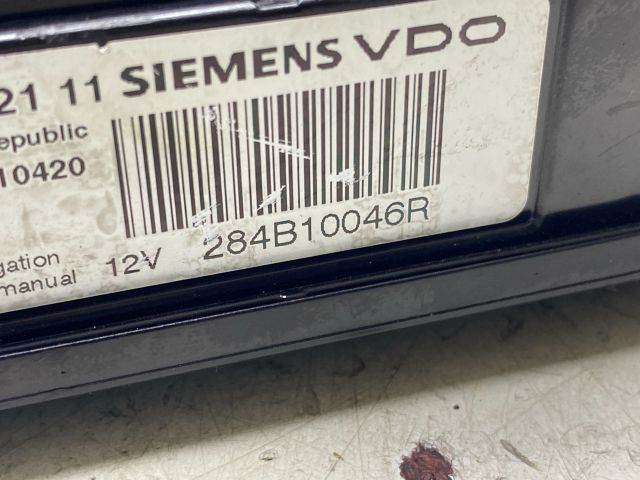 21 11 SIEMENS VDO
epublic
10420
gation
manual 12V 284B10046R